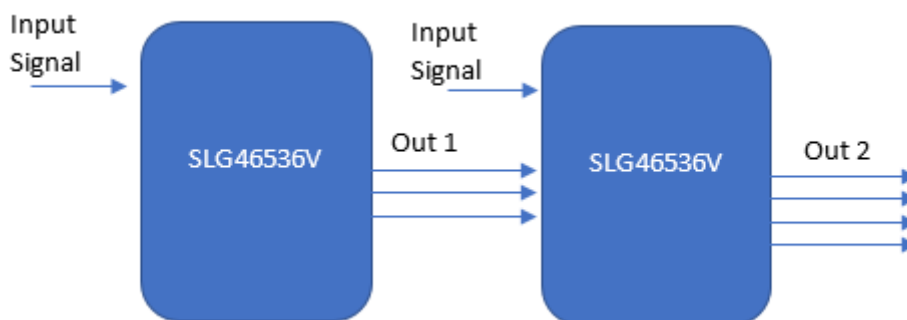 Input
Signal
SLG46536V
Out 1
Input
Signal
SLG46536V
Out 2